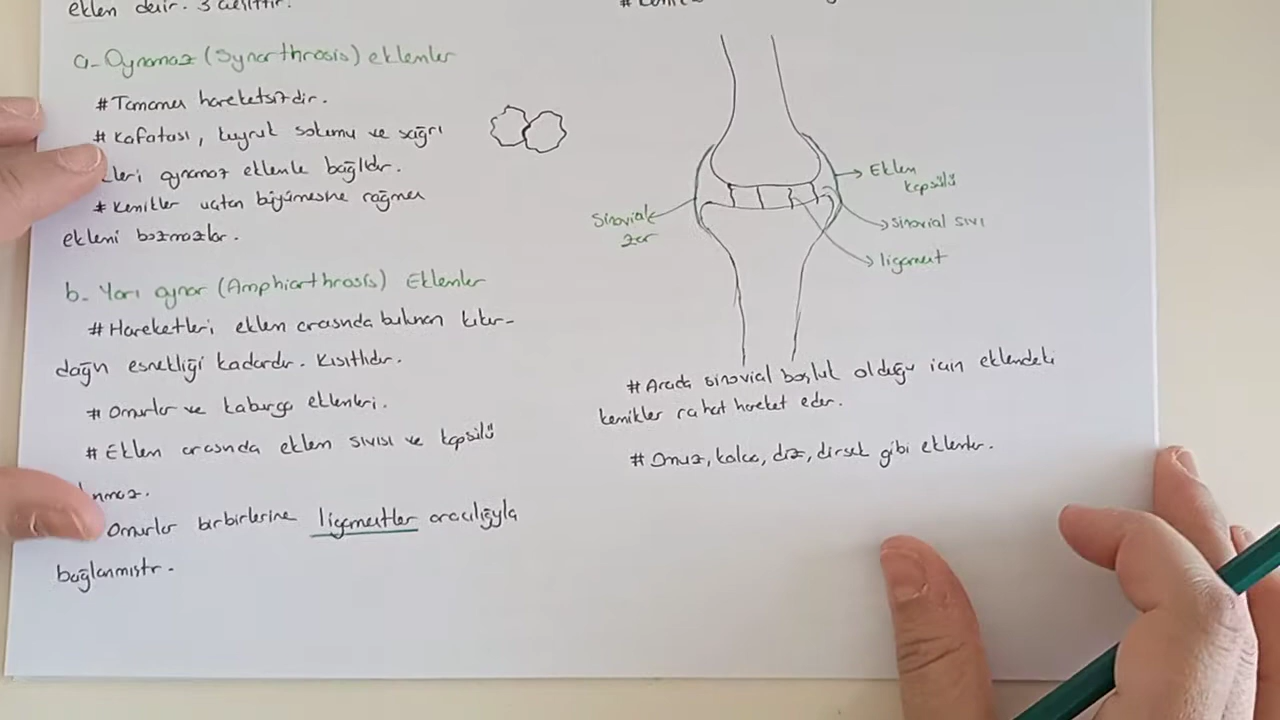 eklem denir. 3 çeşittir.
a- Oynamaz (Synarthrosis) eklemler
# Tamamen hareketsizdir.
# Kafatası, kuyruk sokumu ve sağrı
oynamaz eklemle bağlıdır.
* Kemikler uzton büyümesine rağmen
eklemi bozmazlar.
b- Yarı oynar (Amphiarthrosis) Eklemler
# Hareketleri eklem arasında bulunan kıkır-
dağın esnekliği kadardır. Kısıtlıdır.
# Omurlar ve kaburga eklemleri.
# Eklem arasında eklem sıvısı ve kapsülü
Omurlar birbirlerine ligamentler aracılığıyla
bağlanmıştır.
Eklem
kapsülü
Sinovial
zar
sinovial sıvı
ligament
# Arada sinovial boşluk olduğu için eklemdeki
kemikler rahat hareket eder.
# Omuz, kalça, diz, dirsek gibi eklemler.